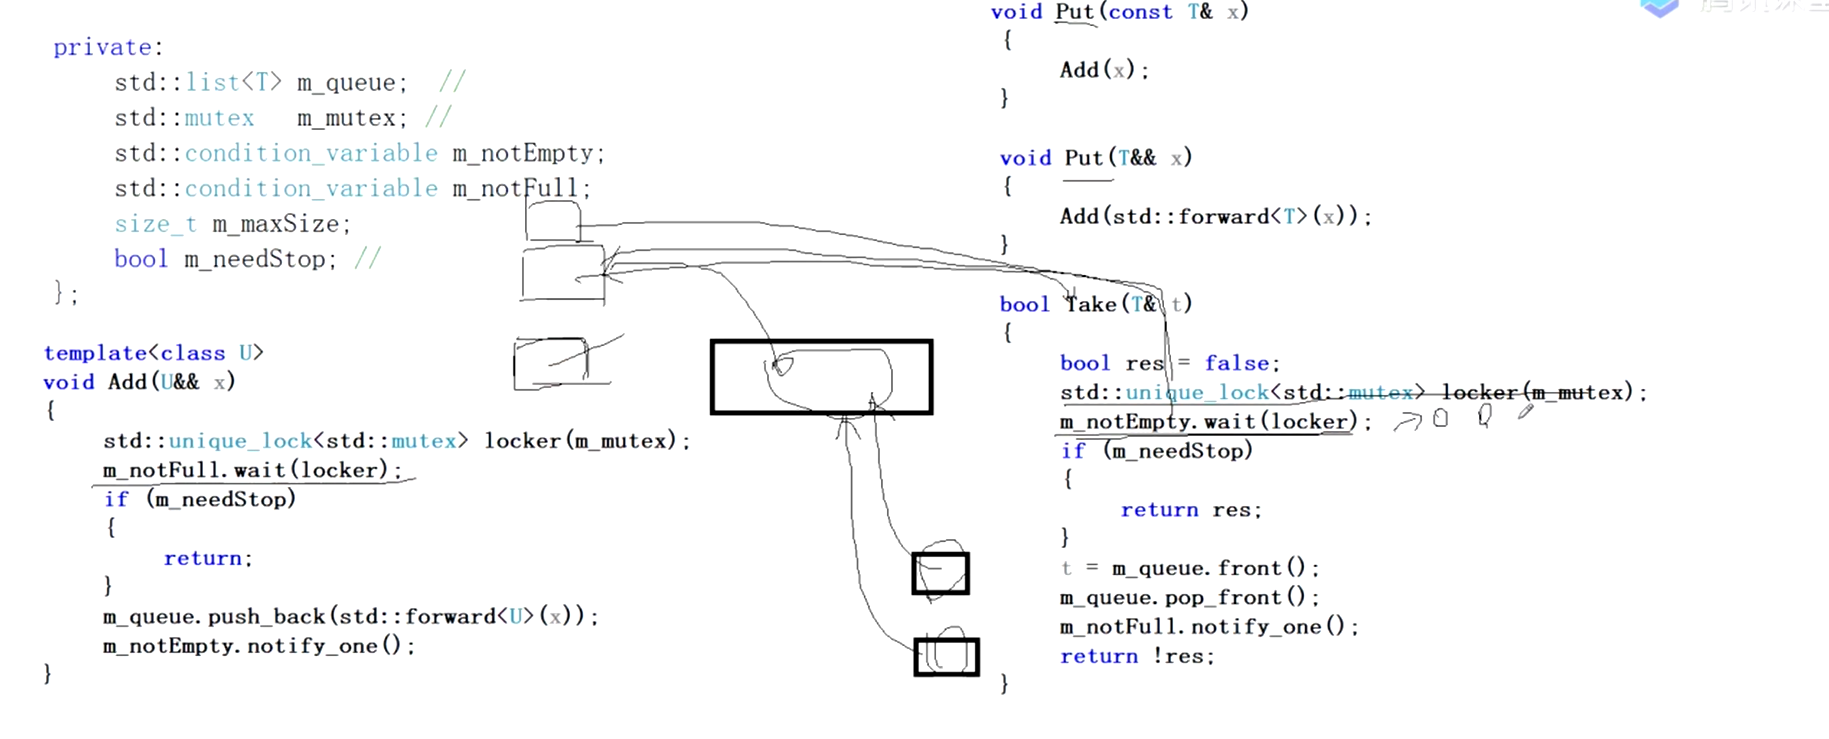 private:
std::list<T> m_queue; //
std::mutex m_mutex; //
std::condition_variable m_notEmpty;
std::condition_variable m_notFull;
size_t m_maxSize;
bool m_needStop; //
};
template<class U>
void Add(U&& x)
{
std::unique_lock<std::mutex> locker(m_mutex);
m_notFull.wait(locker);
if (m_needStop)
{
return;
}
m_queue.push_back(std::forward<U>(x));
m_notEmpty.notify_one();
}
void Put(const T& x)
{
Add(x);
}
void Put(T&& x)
{
Add(std::forward<T>(x));
}
bool Take(T& t)
{
bool res = false;
std::unique_lock<std::mutex> locker(m_mutex);
m_notEmpty.wait(locker);
if (m_needStop)
{
return res;
}
t = m_queue.front();
m_queue.pop_front();
m_notFull.notify_one();
return !res;
}